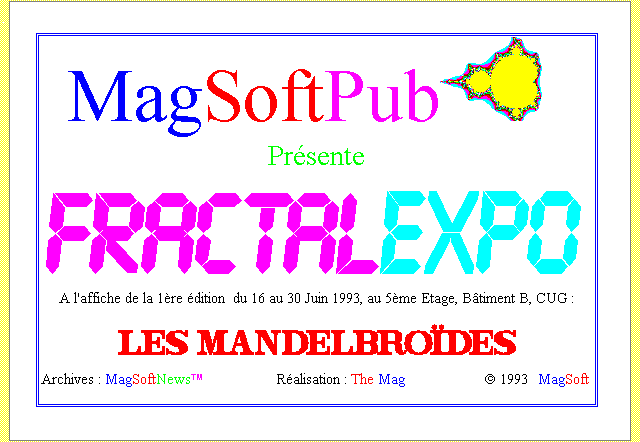 MagSoftPub
Présente
FRACTALEXPO
A l'affiche de la 1ère édition du 16 au 30 Juin 1993, au 5ème Etage, Bâtiment B, CUG :
LES MANDELBROÏDES
Archives : MagSoftNews™ Réalisation : The Mag © 1993 MagSoft